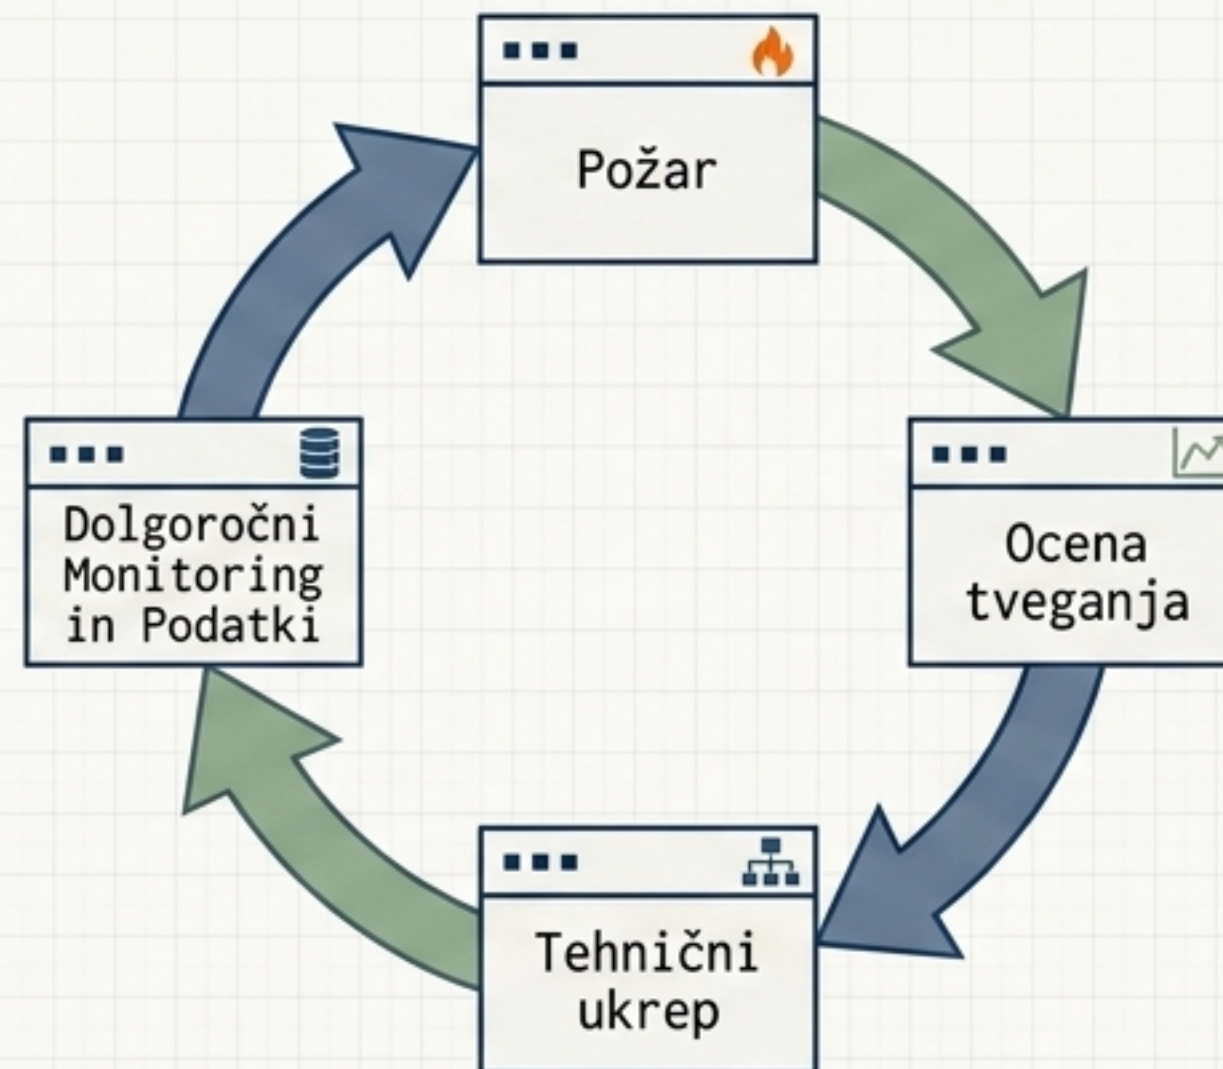 Požar
Dolgoročni
Monitoring
in Podatki
Ocena
tveganja
Tehnični
ukrep